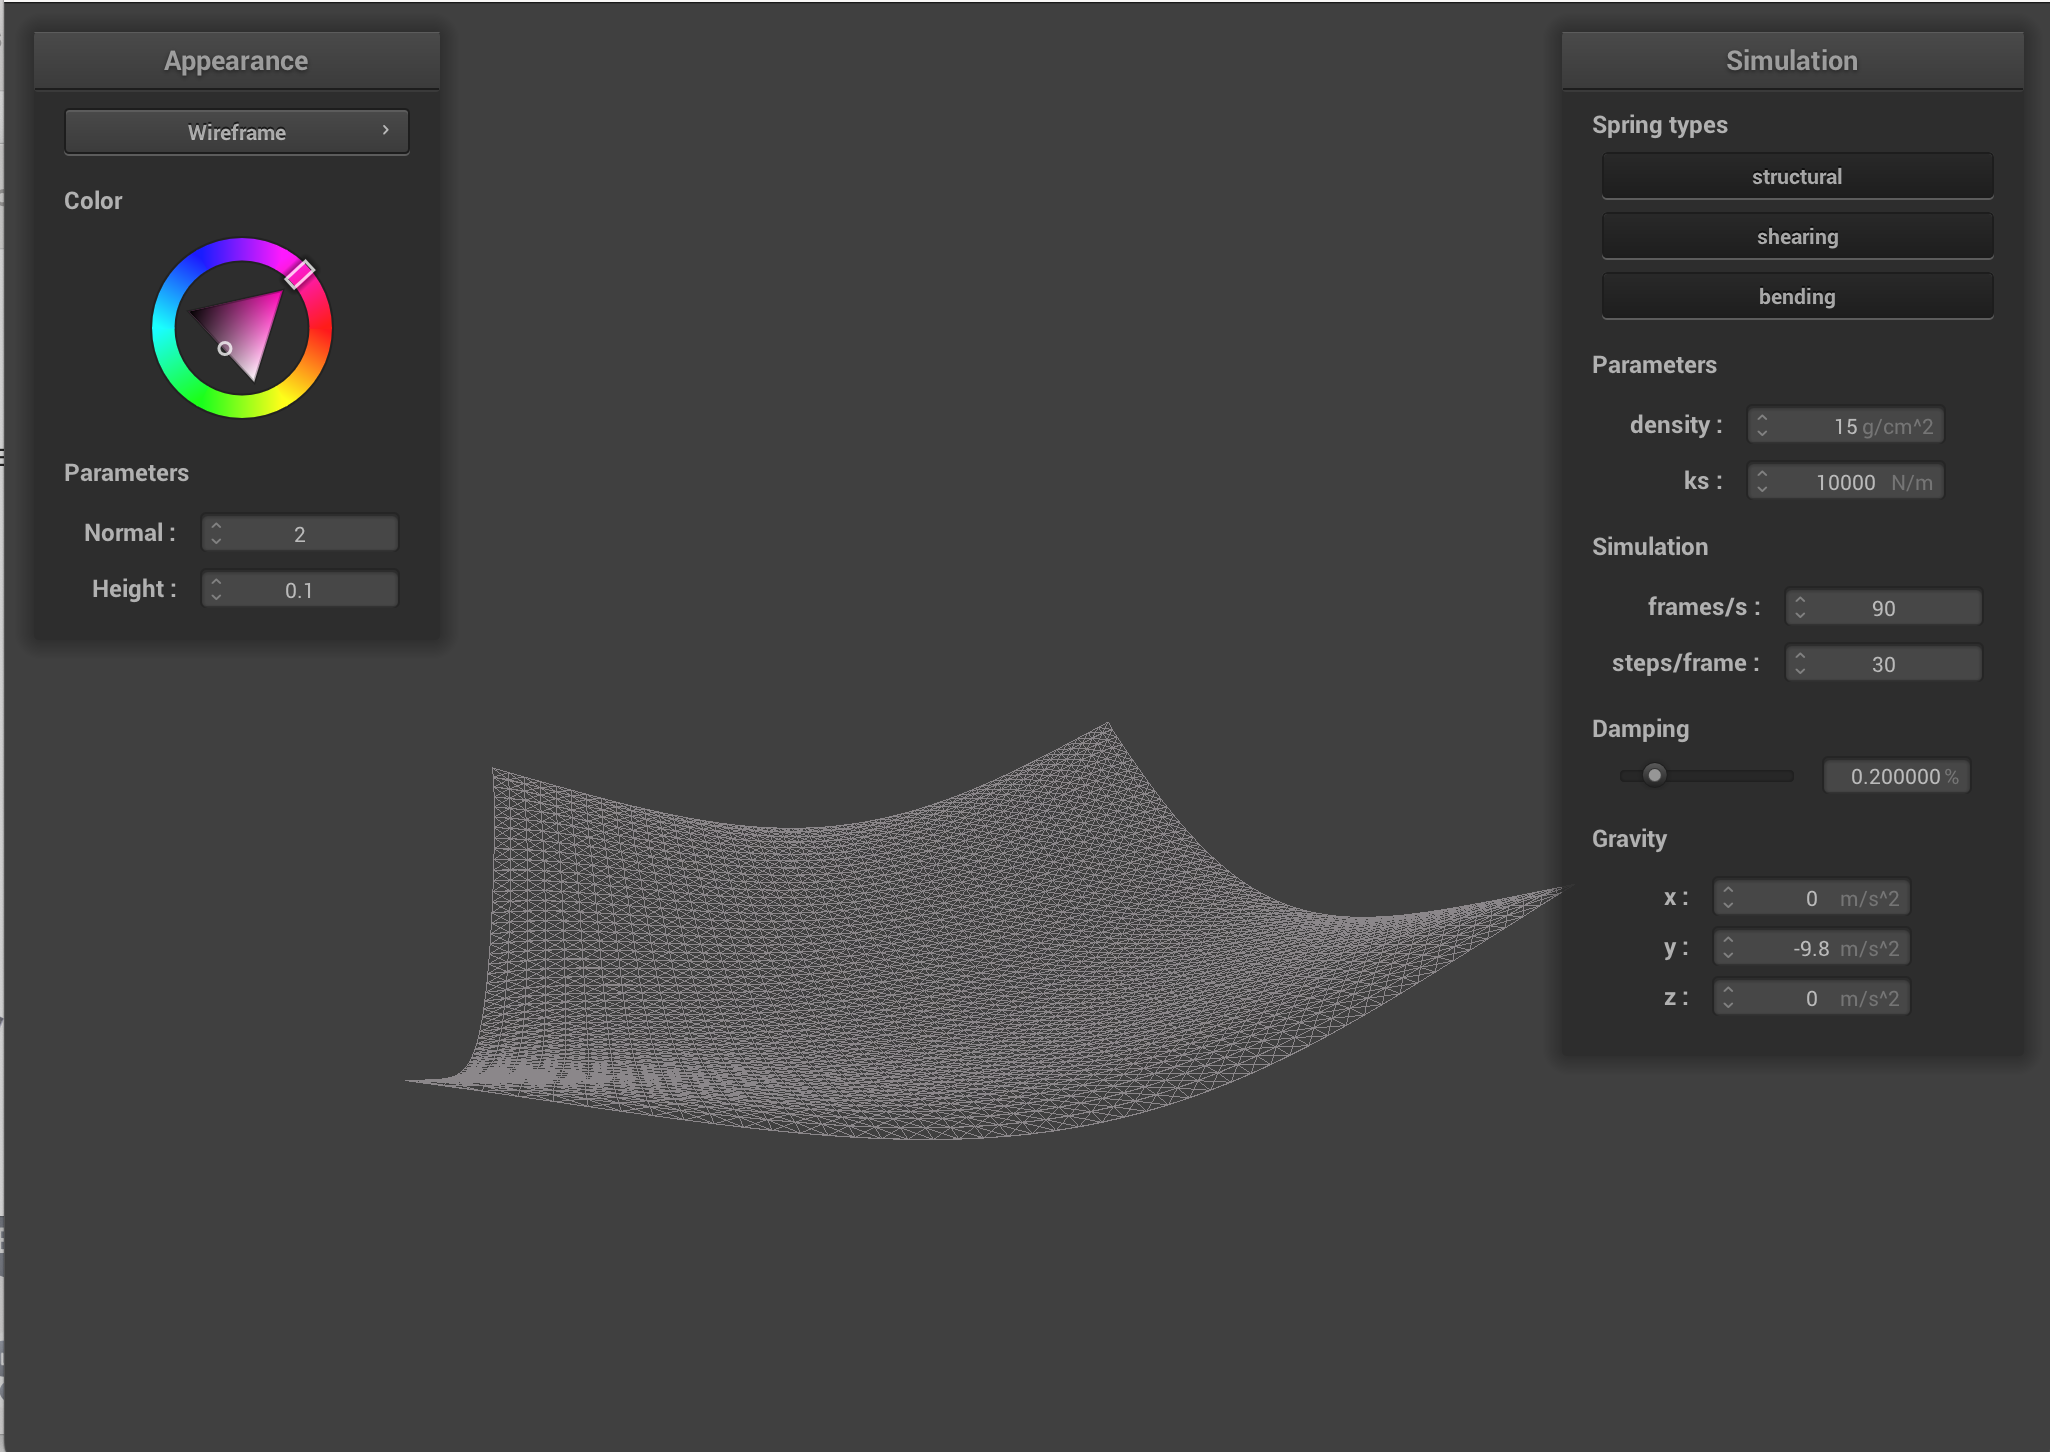 Appearance
Wireframe
Color
Parameters
Normal :
2
Height :
0.1
Simulation
Spring types
structural
shearing
bending
Parameters
density :
15 g/cm^2
ks :
10000 N/m
Simulation
frames/s :
90
steps/frame :
30
Damping
0.200000 %
Gravity
x :
0 m/s^2
y :
-9.8 m/s^2
z :
0 m/s^2